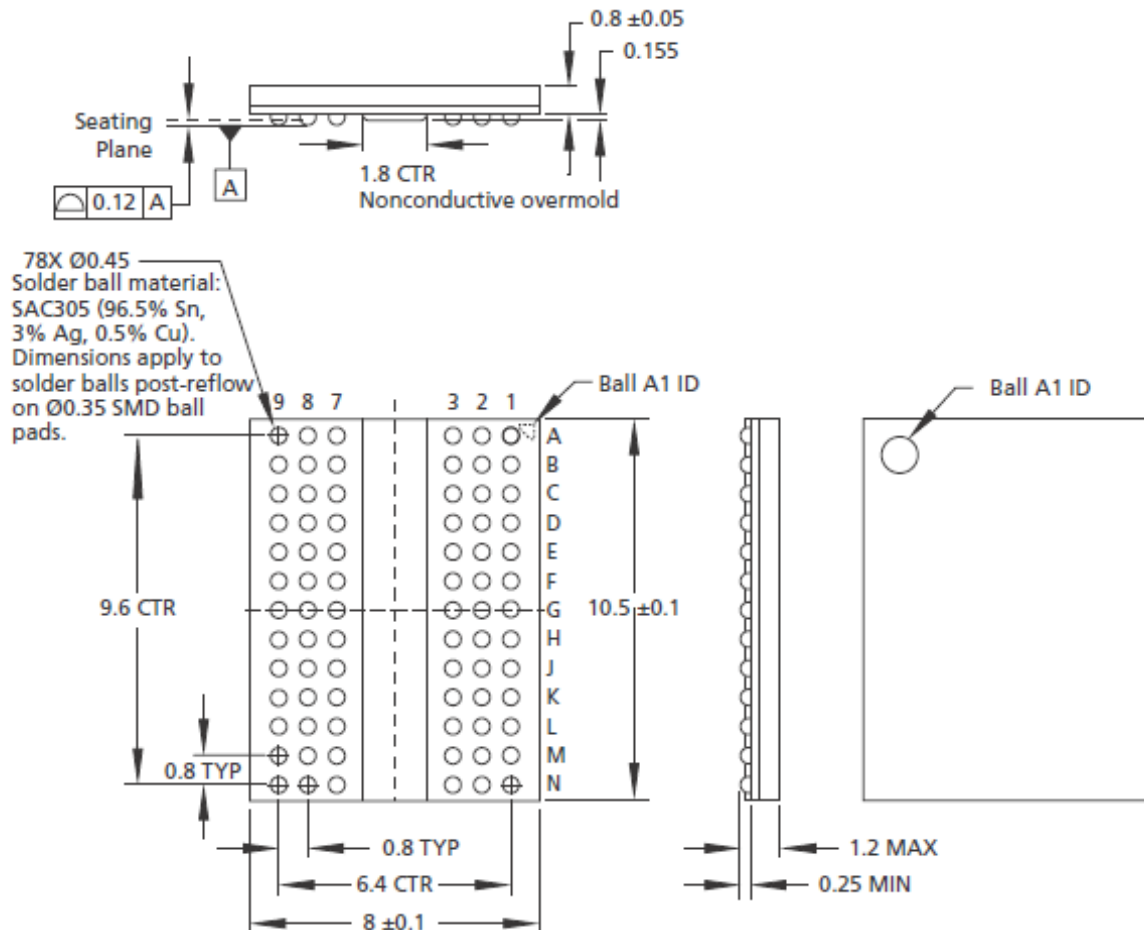 0.8 ±0.05
0.155
Seating
Plane
0.12 A
A
1.8 CTR
Nonconductive overmold
78X Ø0.45
Solder ball material:
SAC305 (96.5% Sn,
3% Ag, 0.5% Cu).
Dimensions apply to
solder balls post-reflow
on Ø0.35 SMD ball
pads.
9 8 7 3 2 1
Ball A1 ID
Ball A1 ID
A
B
C
D
E
F
G
H
J
K
L
M
N
9.6 CTR
10.5 ±0.1
0.8 TYP
0.8 TYP
6.4 CTR
8 ±0.1
1.2 MAX
0.25 MIN